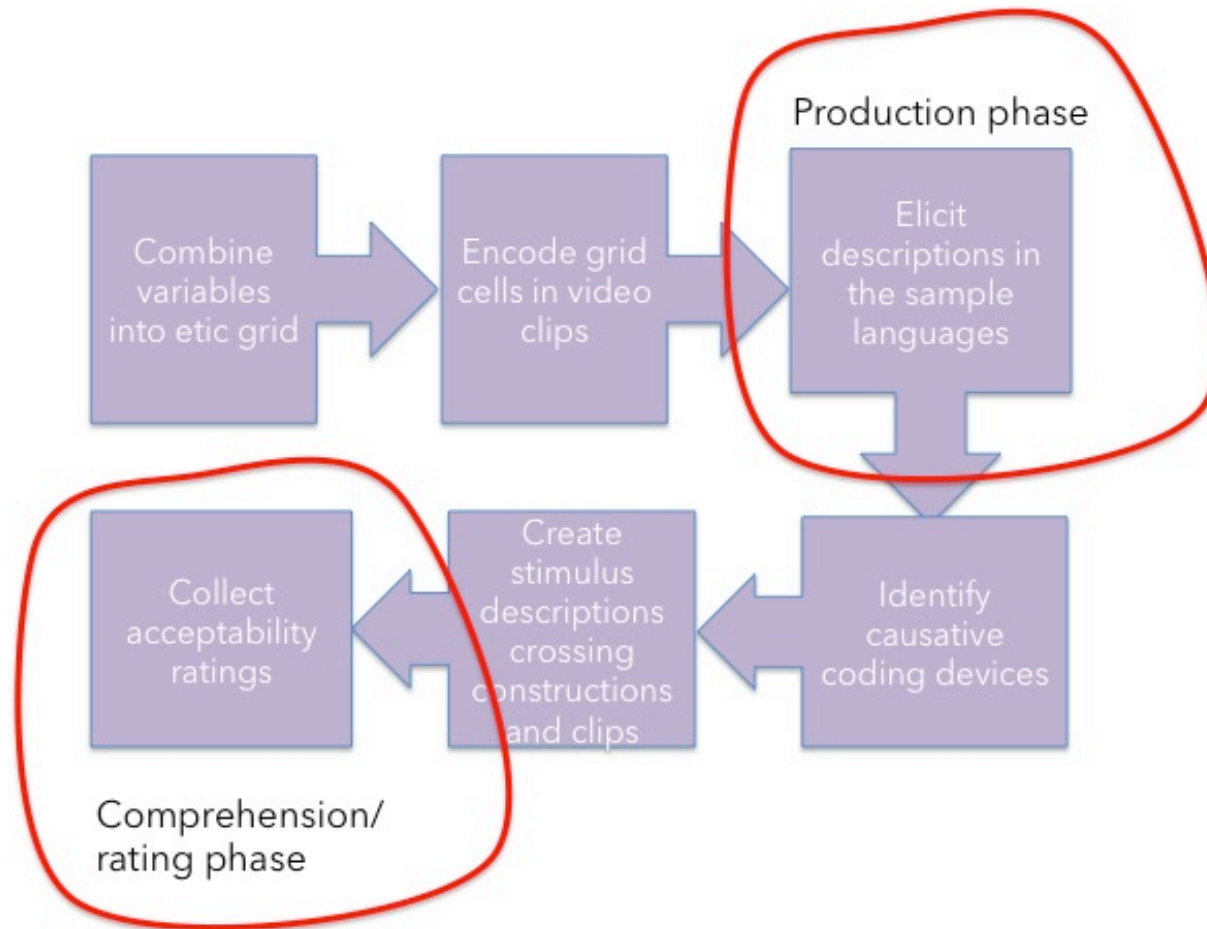 Production phase
Combine
variables
into etic grid
Encode grid
cells in video
clips
Elicit
descriptions in
the sample
languages
Identify
causative
coding devices
Create
stimulus
descriptions
crossing
constructions
and clips
Collect
acceptability
ratings
Comprehension/
rating phase